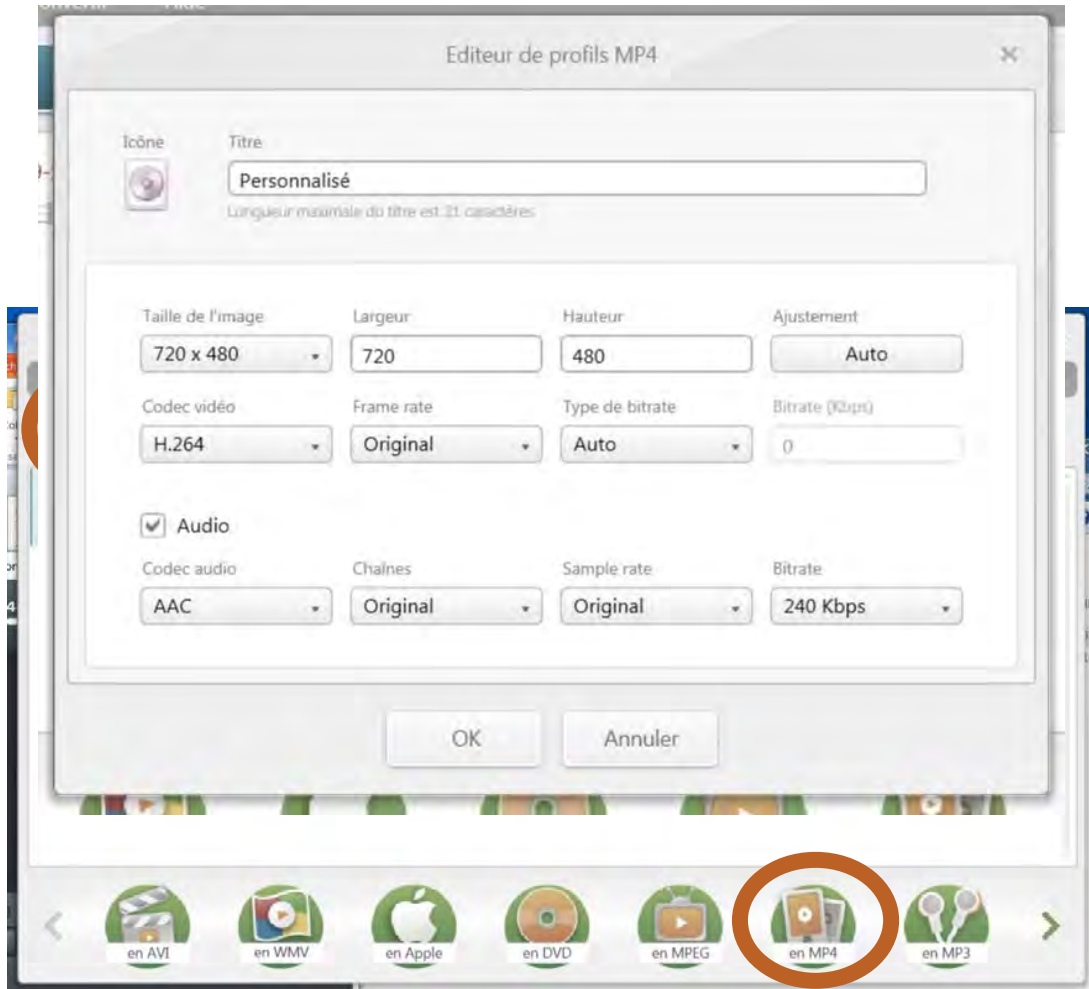 Editeur de profils MP4
Icône
Titre
Personnalisé
Longueur maximale du titre est 21 caractères
Taille de l'image
Largeur
Hauteur
Ajustement
720 x 480
720
480
Auto
Codec vidéo
Frame rate
Type de bitrate
Bitrate (Kbps)
H.264
Original
Auto
0
Audio
Codec audio
Chaînes
Sample rate
Bitrate
AAC
Original
Original
240 Kbps
OK
Annuler
en AVI
en WMV
en Apple
en DVD
en MPEG
en MP4
en MP3